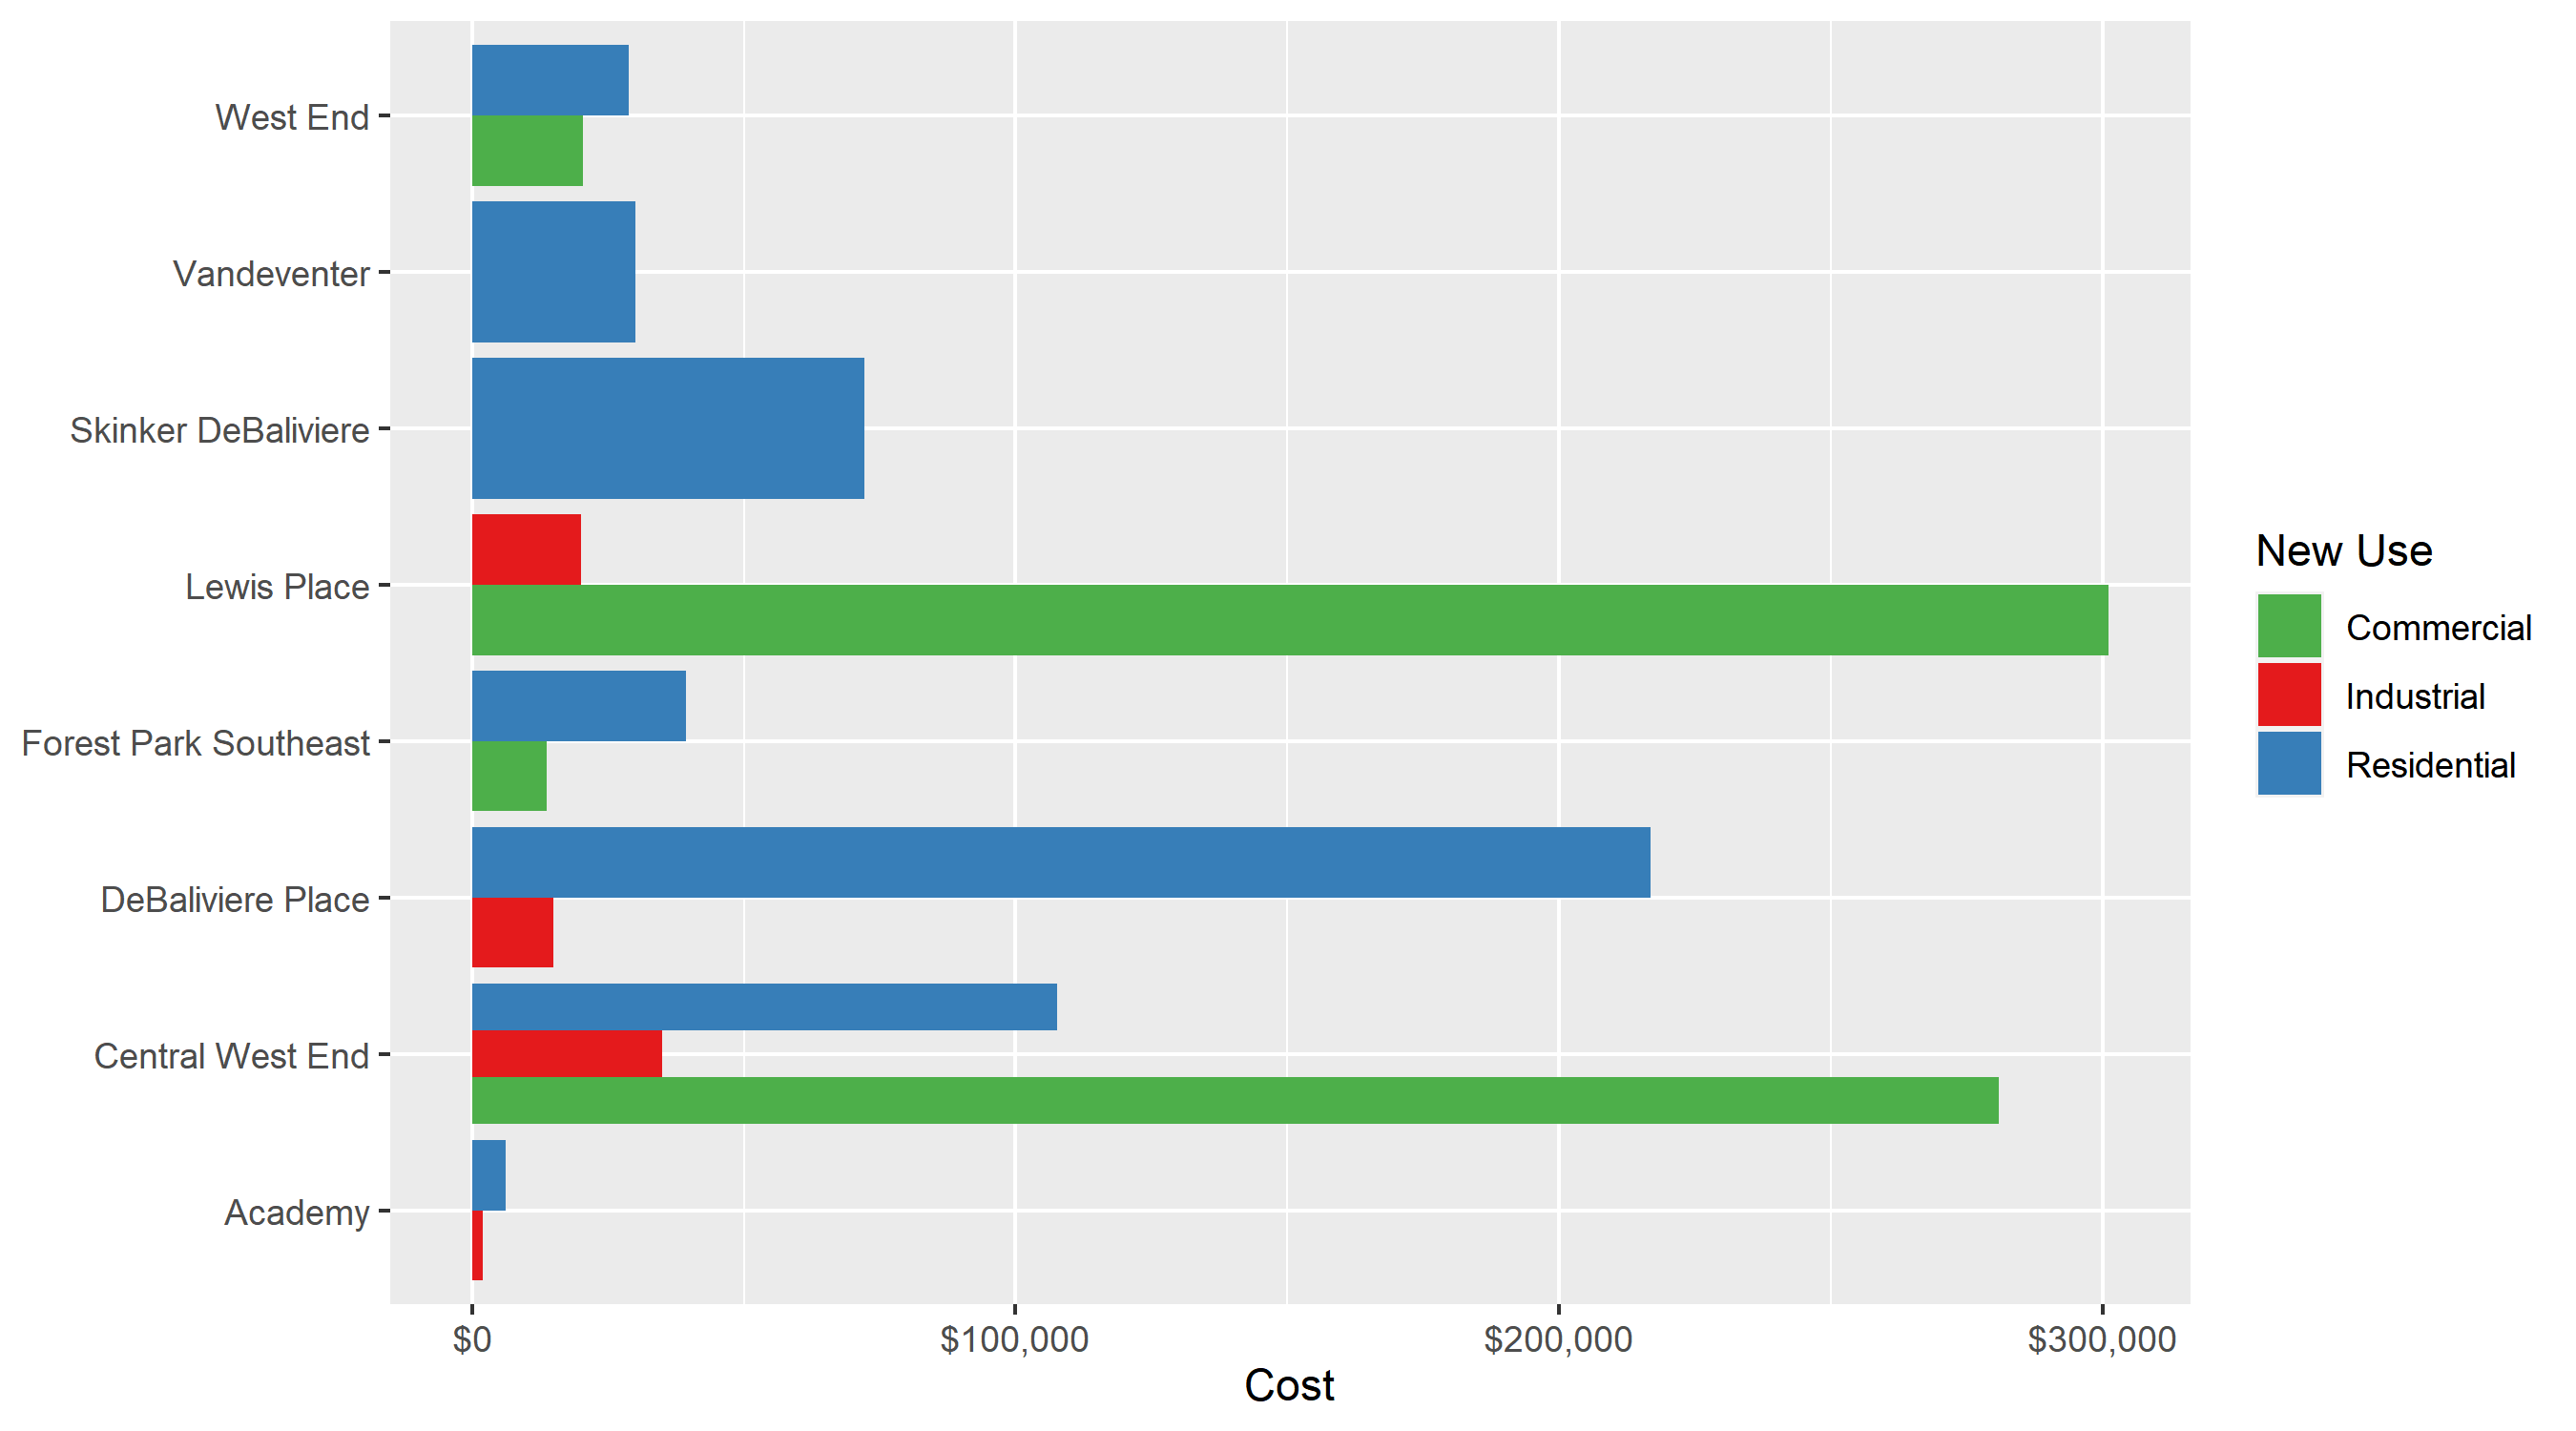 West End
Vandeventer
Skinker DeBaliviere
Lewis Place
Forest Park Southeast
DeBaliviere Place
Central West End
Academy
$0
$100,000
$200,000
$300,000
Cost
New Use
Commercial
Industrial
Residential